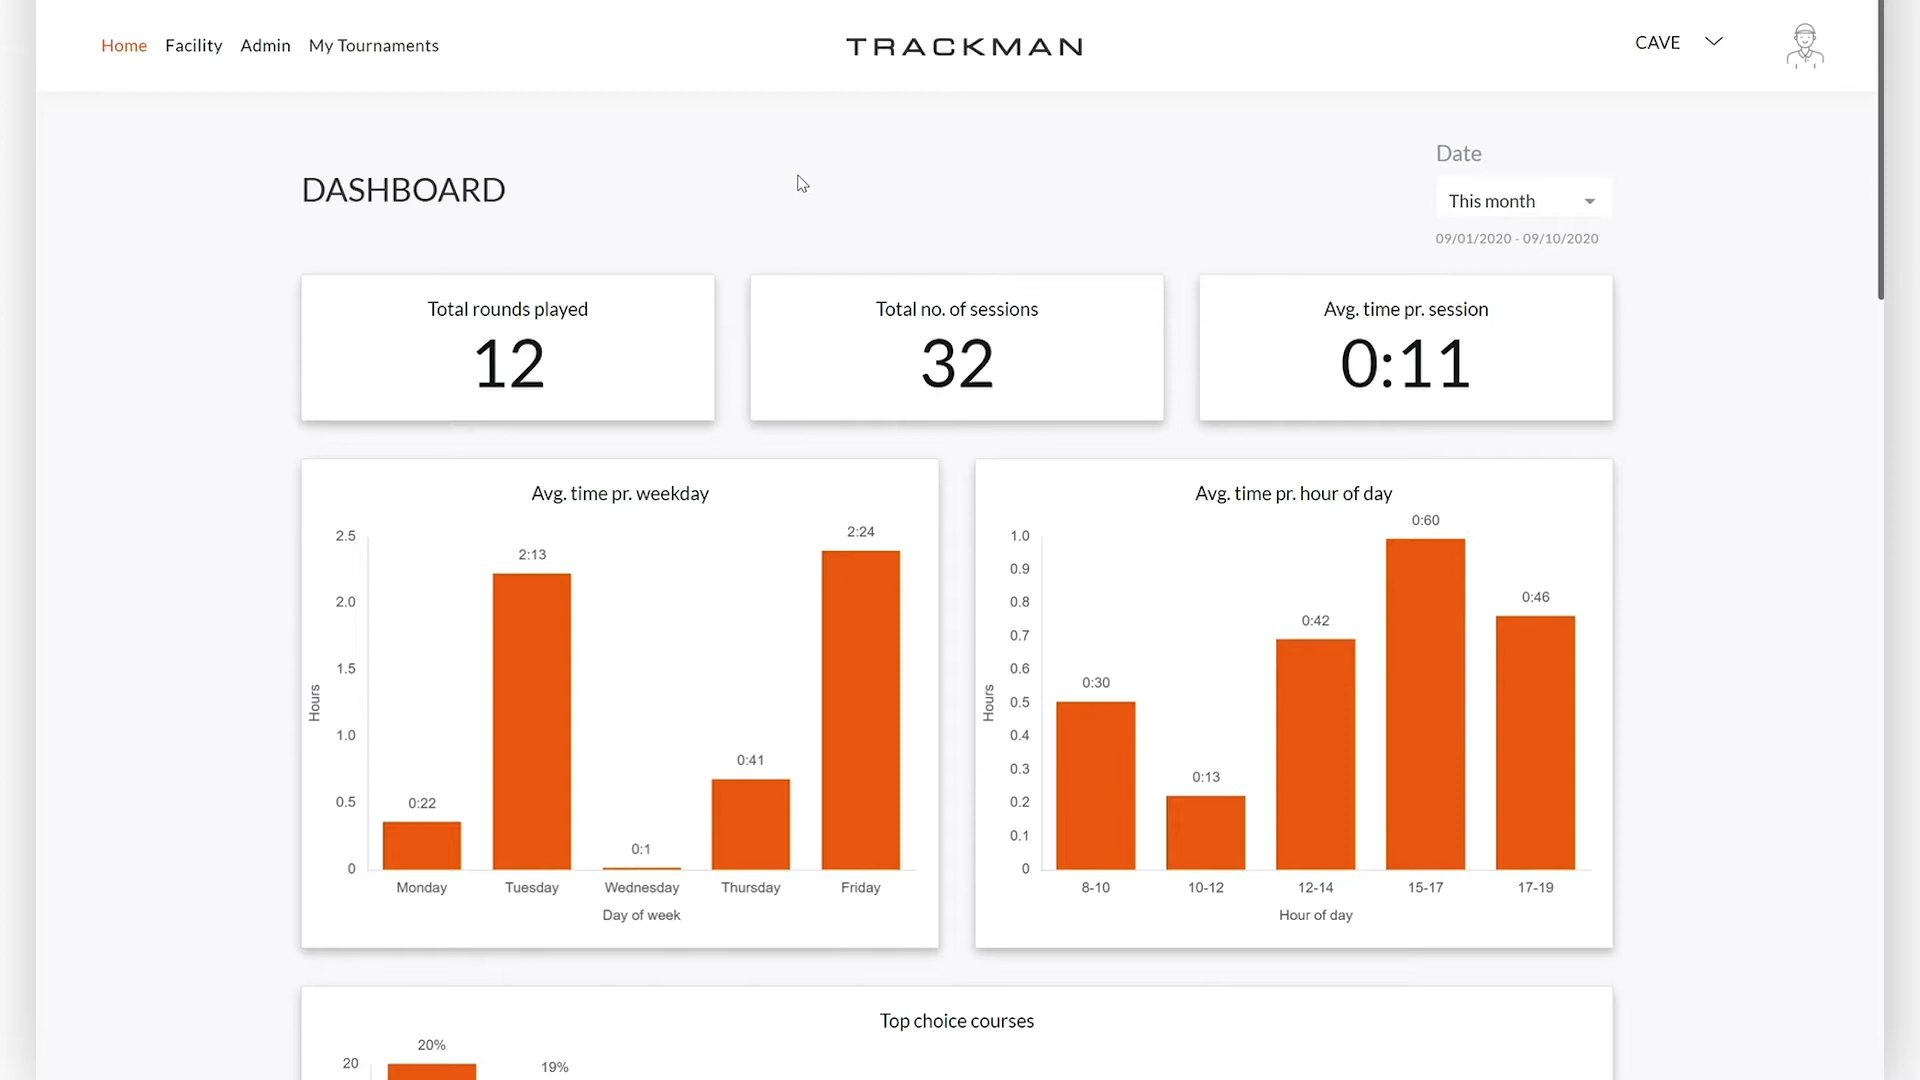 Home Facility Admin My Tournaments
TRACKMAN
CAVE
DASHBOARD
Date
This month
09/01/2020 - 09/10/2020
Total rounds played
12
Total no. of sessions
32
Avg. time pr. session
0:11
Avg. time pr. weekday
2.5
2.0
1.5
1.0
0.5
0
Hours
0:22
2:13
0:1
0:41
2:24
Monday Tuesday Wednesday Thursday Friday
Day of week
Avg. time pr. hour of day
1.0
0.9
0.8
0.7
0.6
0.5
0.4
0.3
0.2
0.1
0
Hours
0:30
0:13
0:42
0:60
0:46
8-10 10-12 12-14 15-17 17-19
Hour of day
Top choice courses
20
20%
19%